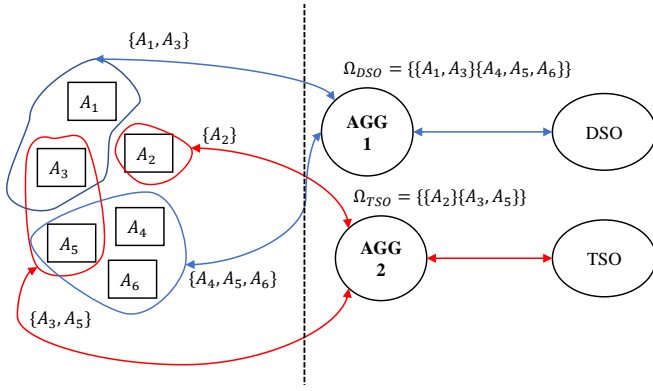 {A₁, A₃}
Ω_DSO = {{A₁, A₃}{A₄, A₅, A₆}}
A₁
AGG
1
DSO
{A₂}
A₂
A₃
Ω_TSO = {{A₂}{A₃, A₅}}
A₄
A₅
AGG
2
TSO
A₆
{A₄, A₅, A₆}
{A₃, A₅}